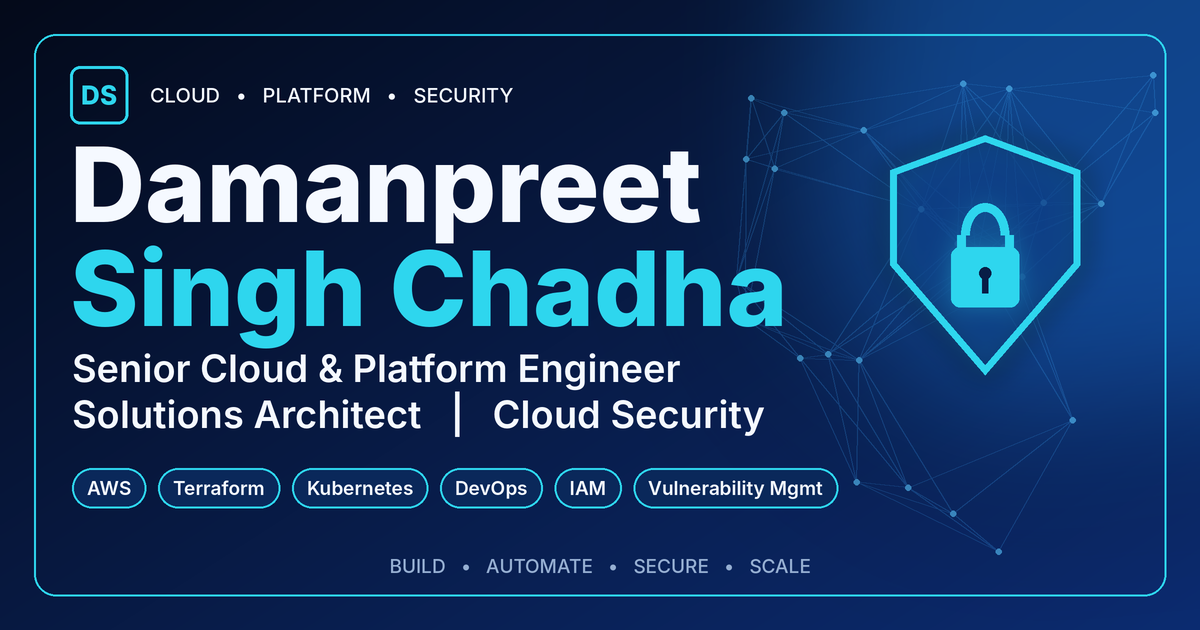 DS
CLOUD • PLATFORM • SECURITY
Damanpreet
Singh Chadha
Senior Cloud & Platform Engineer
Solutions Architect | Cloud Security
AWS Terraform Kubernetes DevOps IAM Vulnerability Mgmt
BUILD • AUTOMATE • SECURE • SCALE